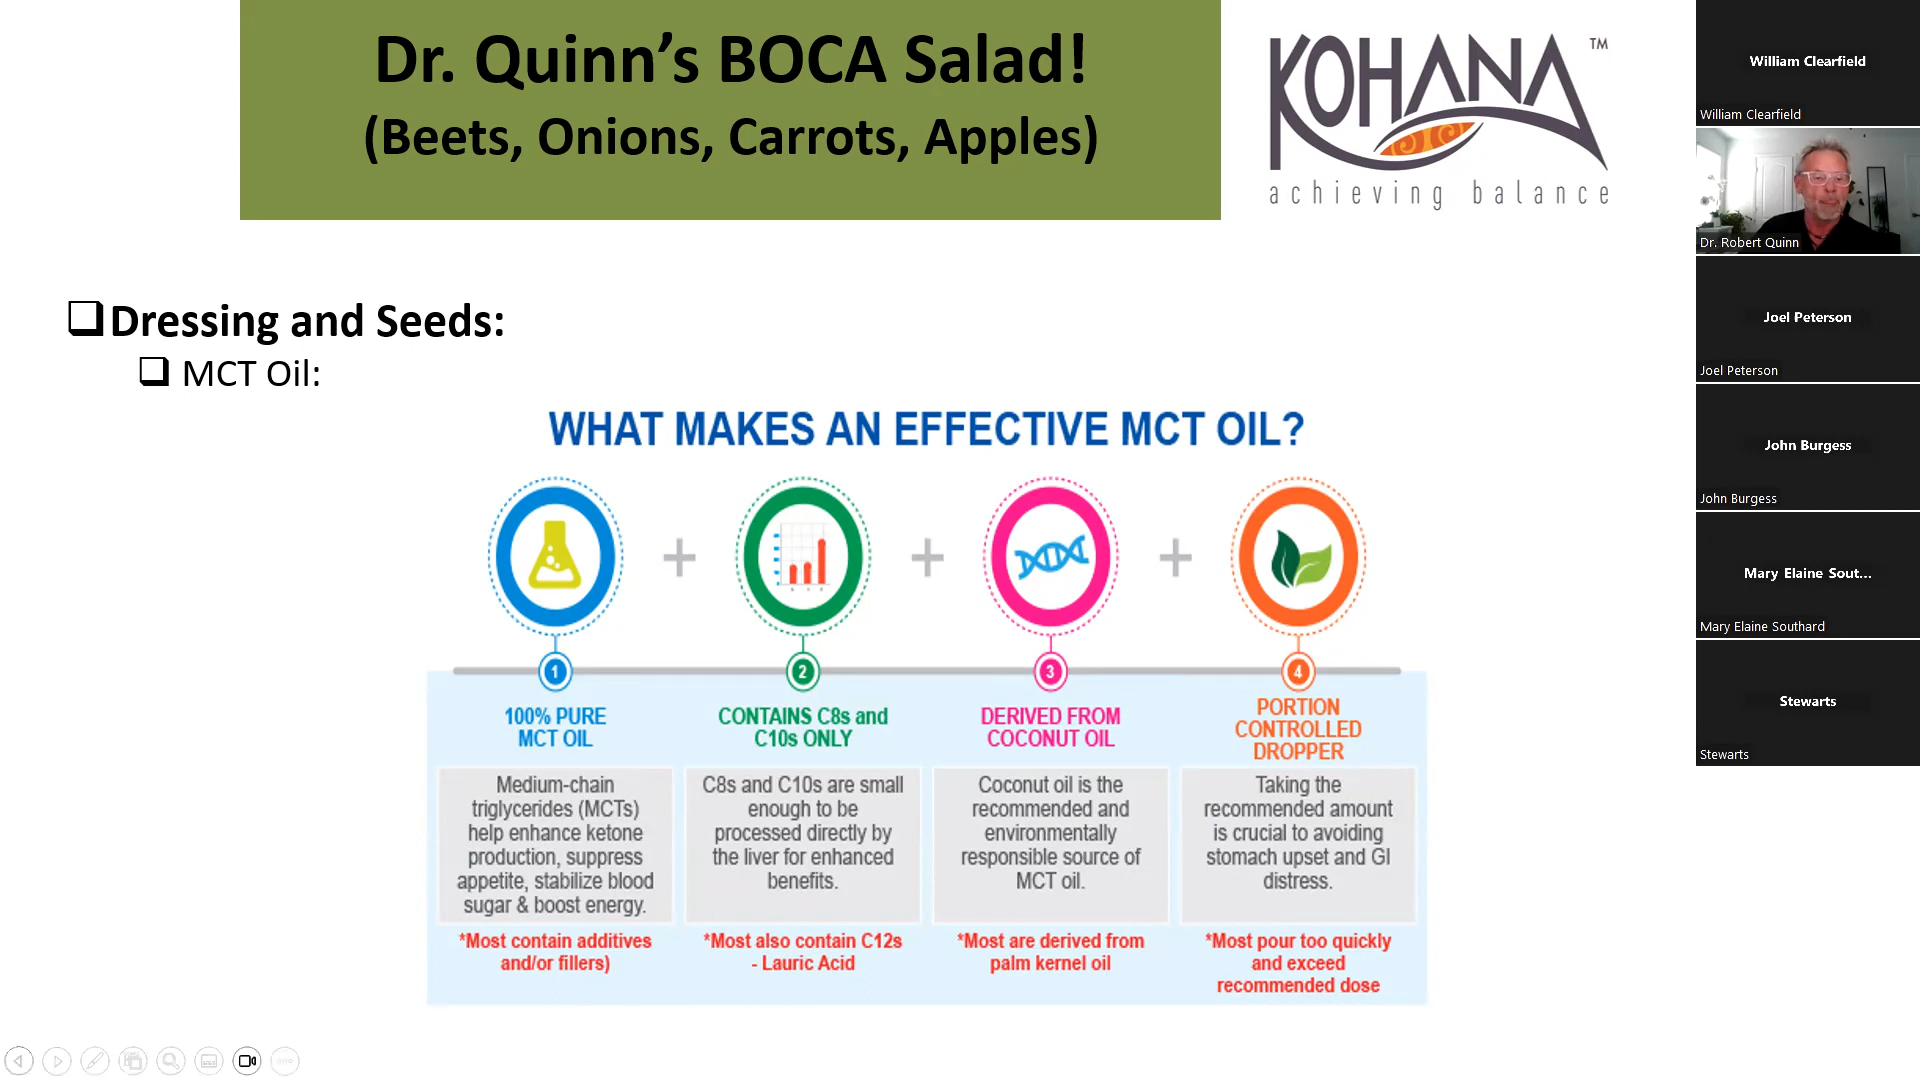 Dr. Quinn's BOCA Salad!
(Beets, Onions, Carrots, Apples)
KOHANA™
achieving balance
Dressing and Seeds:
MCT Oil:
WHAT MAKES AN EFFECTIVE MCT OIL?
1
100% PURE
MCT OIL
Medium-chain
triglycerides (MCTs)
help enhance ketone
production, suppress
appetite, stabilize blood
sugar & boost energy.
*Most contain additives
and/or fillers)
2
CONTAINS C8s and
C10s ONLY
C8s and C10s are small
enough to be
processed directly by
the liver for enhanced
benefits.
*Most also contain C12s
- Lauric Acid
3
DERIVED FROM
COCONUT OIL
Coconut oil is the
recommended and
environmentally
responsible source of
MCT oil.
*Most are derived from
palm kernel oil
4
PORTION
CONTROLLED
DROPPER
Taking the
recommended amount
is crucial to avoiding
stomach upset and GI
distress.
*Most pour too quickly
and exceed
recommended dose
William Clearfield
William Clearfield
Dr. Robert Quinn
Joel Peterson
Joel Peterson
John Burgess
John Burgess
Mary Elaine Sout...
Mary Elaine Southard
Stewarts
Stewarts